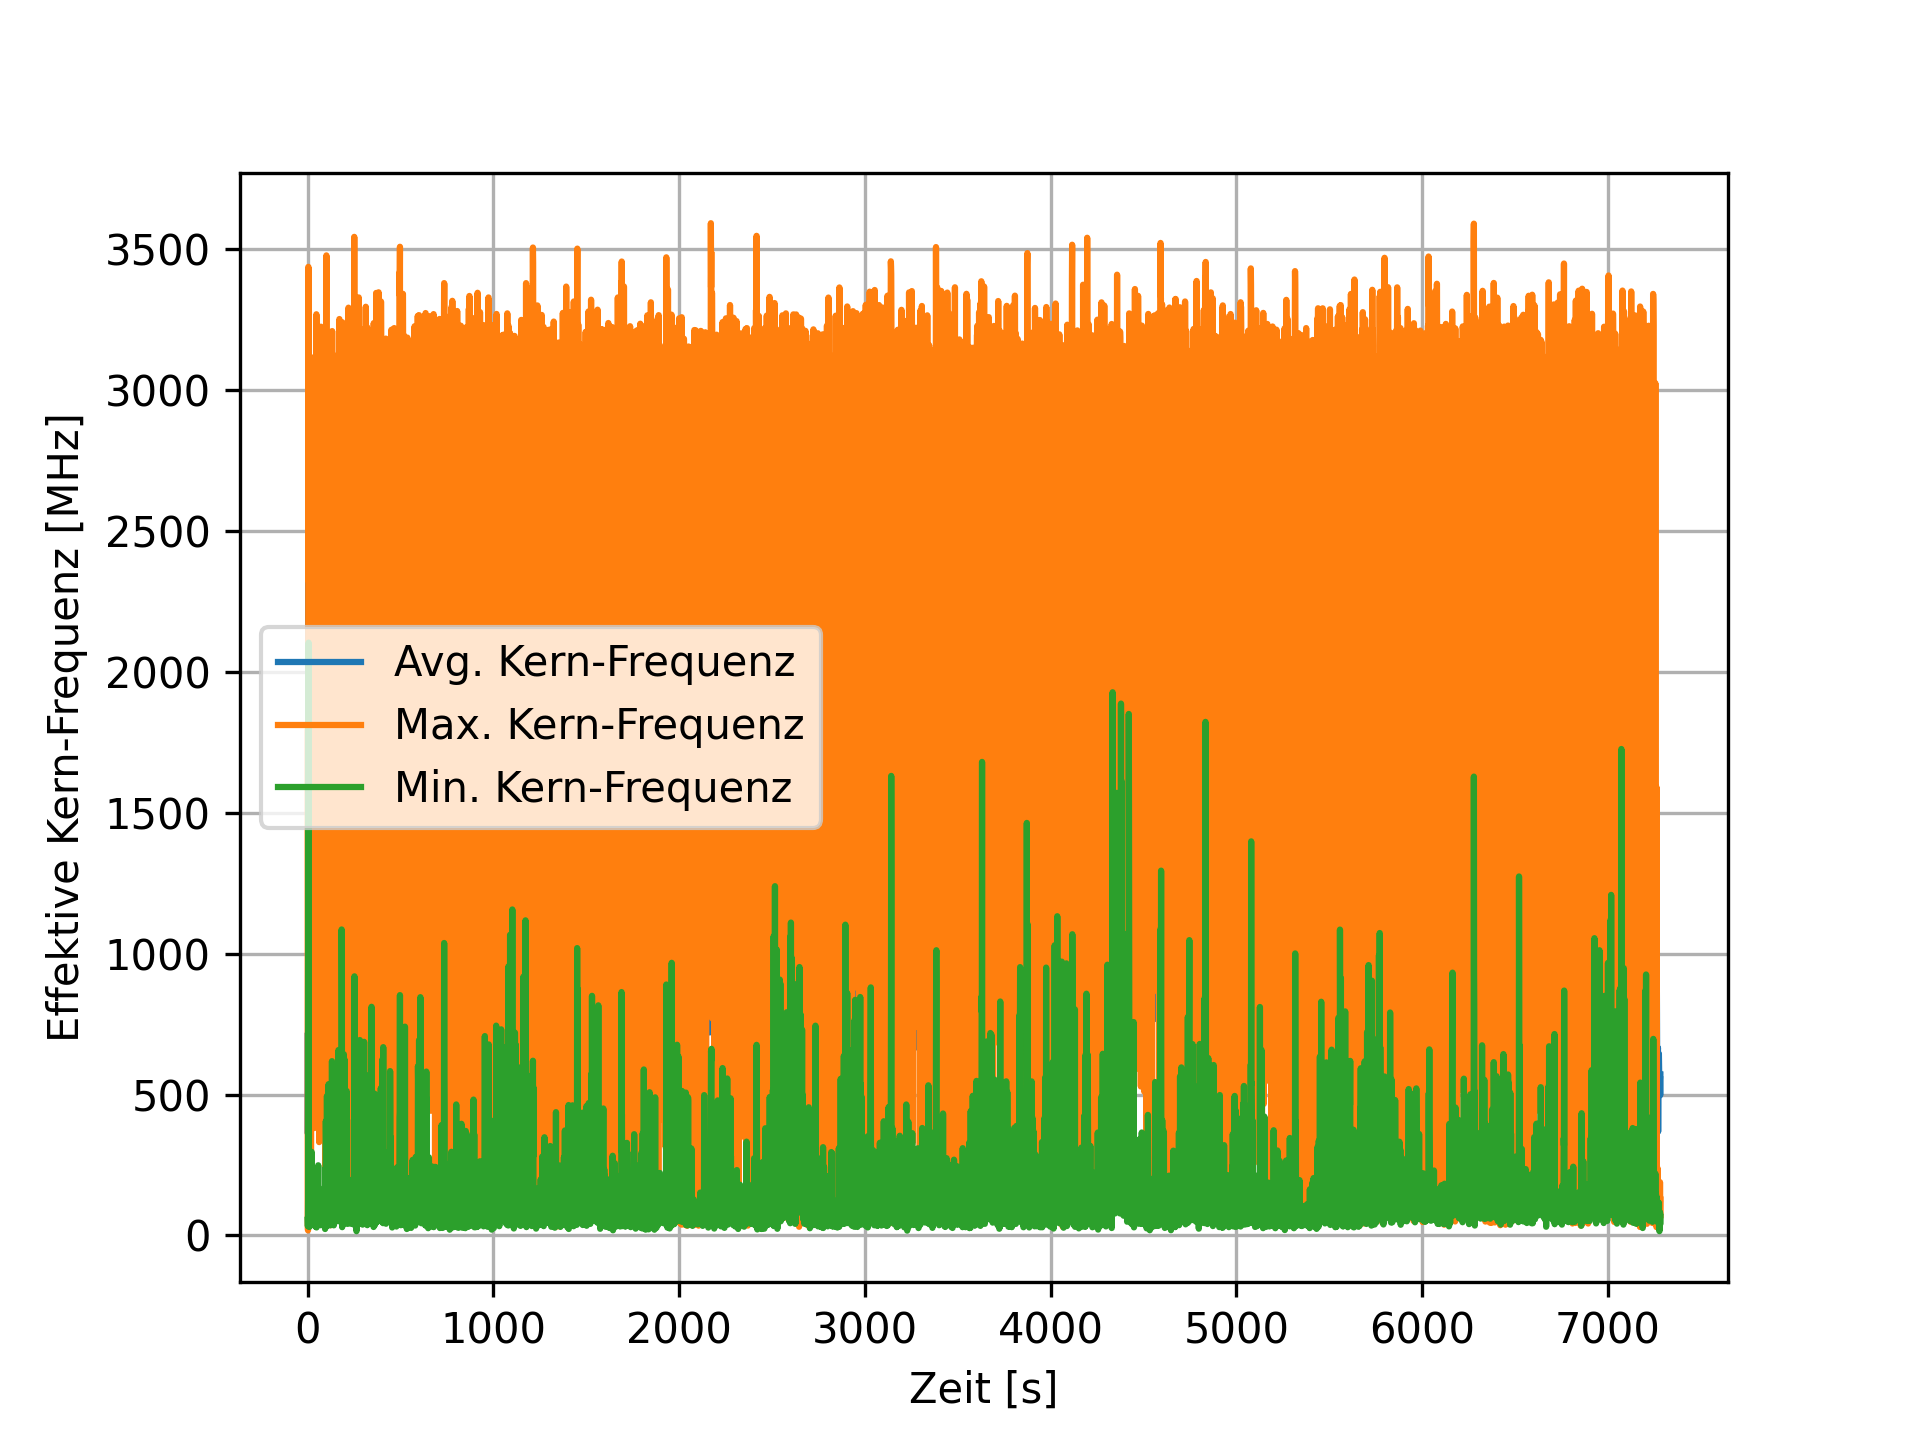 Effektive Kern-Frequenz [MHz]
3500
3000
2500
2000
1500
1000
500
0
Avg. Kern-Frequenz
Max. Kern-Frequenz
Min. Kern-Frequenz
0 1000 2000 3000 4000 5000 6000 7000
Zeit [s]